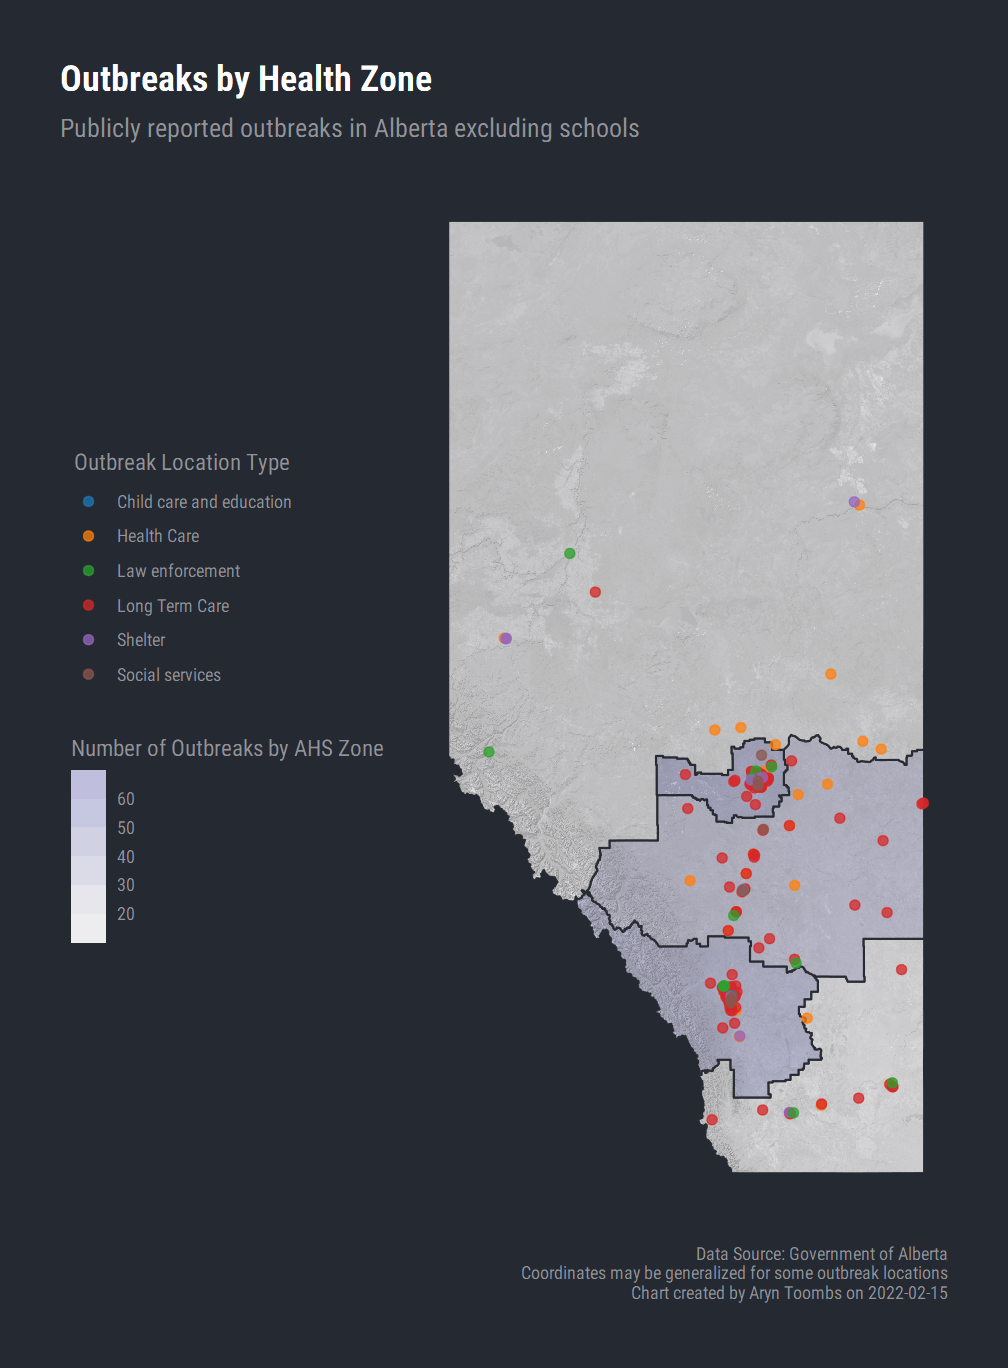 Outbreaks by Health Zone
Publicly reported outbreaks in Alberta excluding schools
Outbreak Location Type
Child care and education
Health Care
Law enforcement
Long Term Care
Shelter
Social services
Number of Outbreaks by AHS Zone
60
50
40
30
20
Data Source: Government of Alberta
Coordinates may be generalized for some outbreak locations
Chart created by Aryn Toombs on 2022-02-15